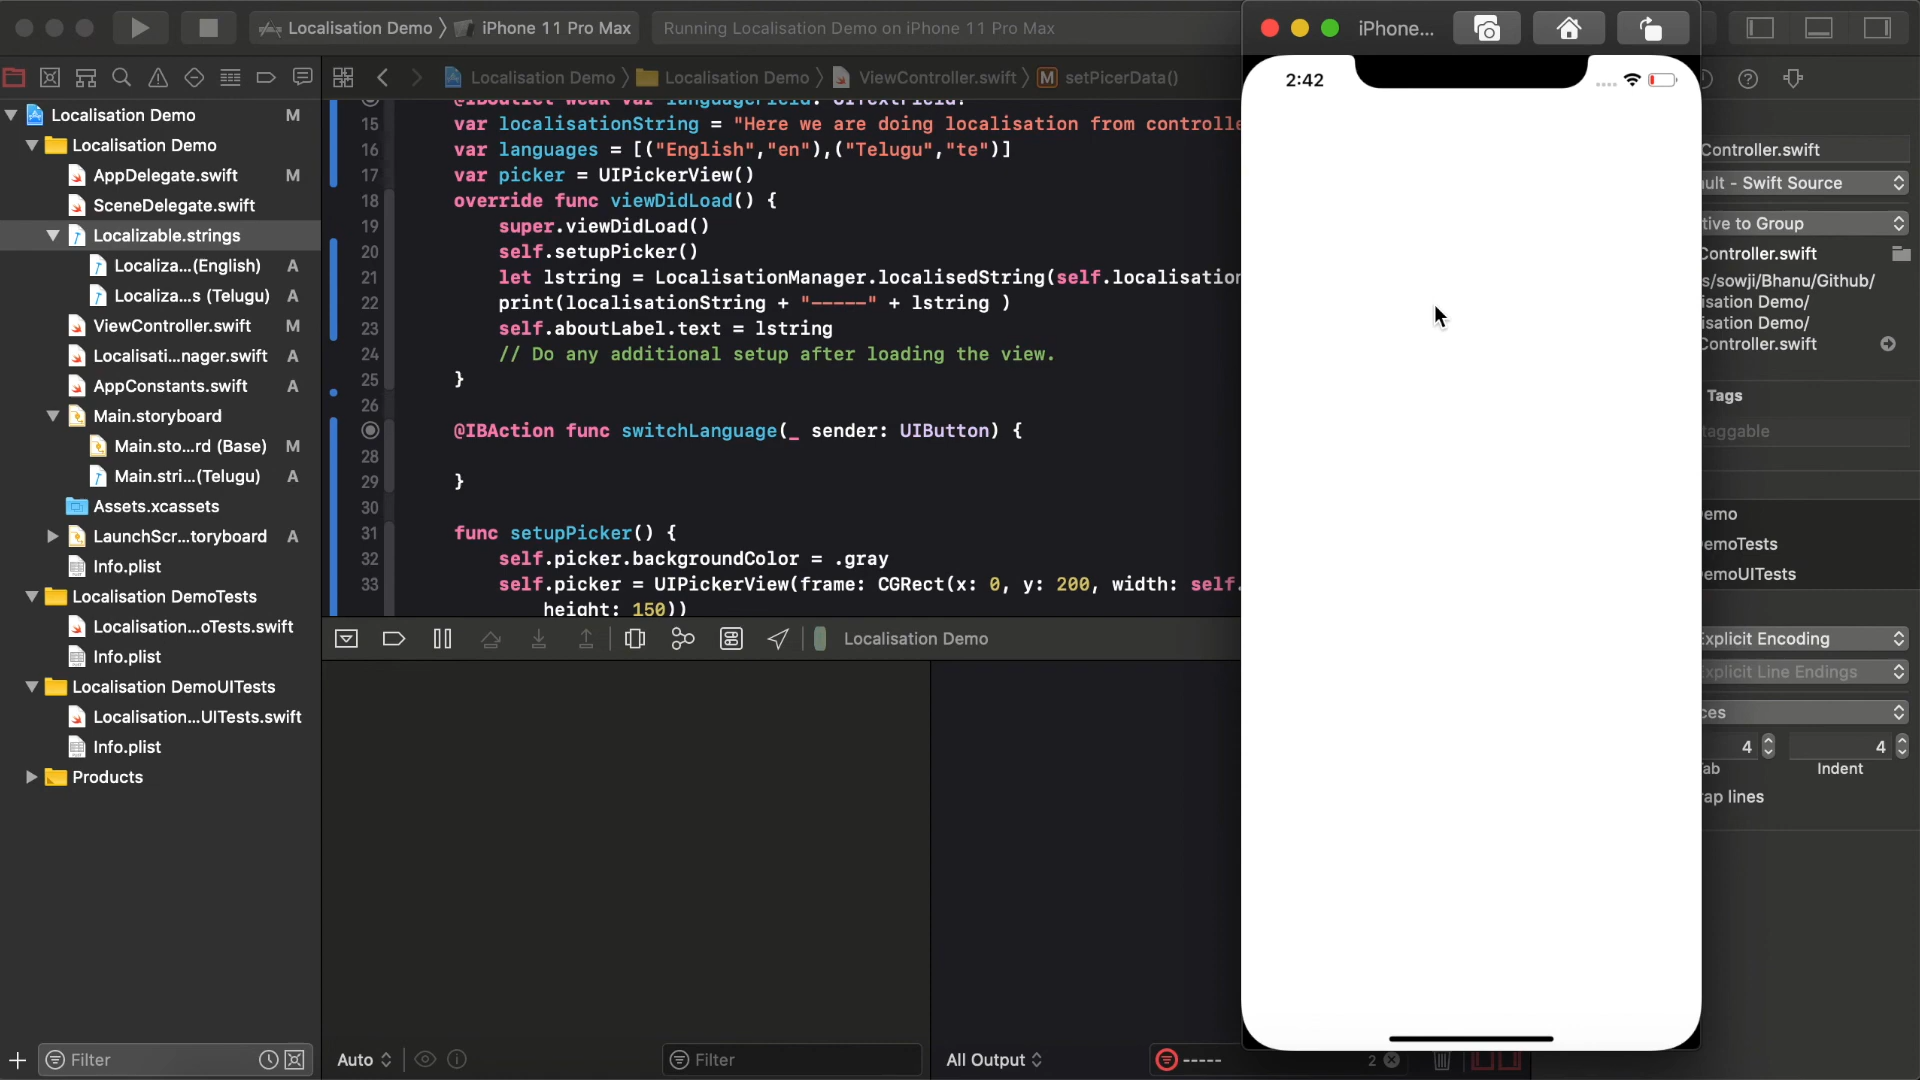 Localisation Demo
iPhone 11 Pro Max
Running Localisation Demo on iPhone 11 Pro Max
iPhone...
Localisation Demo
Localisation Demo
ViewController.swift
M
setPicerData()
2:42
Localisation Demo M
Localisation Demo
AppDelegate.swift M
SceneDelegate.swift
Localizable.strings
Localiza...(English) A
Localiza...s (Telugu) A
ViewController.swift M
Localisati...nager.swift A
AppConstants.swift A
Main.storyboard
Main.sto...rd (Base) M
Main.stri...(Telugu) A
Assets.xcassets
LaunchScr...toryboard A
Info.plist
Localisation DemoTests
Localisation...oTests.swift
Info.plist
Localisation DemoUITests
Localisation...UITests.swift
Info.plist
Products
Filter
15 var localisationString = "Here we are doing localisation from controlle
16 var languages = [("English","en"),("Telugu","te")]
17 var picker = UIPickerView()
18 override func viewDidLoad() {
19 super.viewDidLoad()
20 self.setupPicker()
21 let lstring = LocalisationManager.localisedString(self.localisation
22 print(localisationString + "-----" + lstring )
23 self.aboutLabel.text = lstring
24 // Do any additional setup after loading the view.
25 }
26
@IBAction func switchLanguage(_ sender: UIButton) {
28
29 }
30
31 func setupPicker() {
32 self.picker.backgroundColor = .gray
33 self.picker = UIPickerView(frame: CGRect(x: 0, y: 200, width: self.
height: 150))
Localisation Demo
Auto
Filter
All Output
-----
2
Controller.swift
ult - Swift Source
tive to Group
Controller.swift
s/sowji/Bhanu/Github/
isation Demo/
isation Demo/
Controller.swift
Tags
taggable
emo
emoTests
emoUITests
Explicit Encoding
xplicit Line Endings
ces
4 4
ab Indent
ap lines